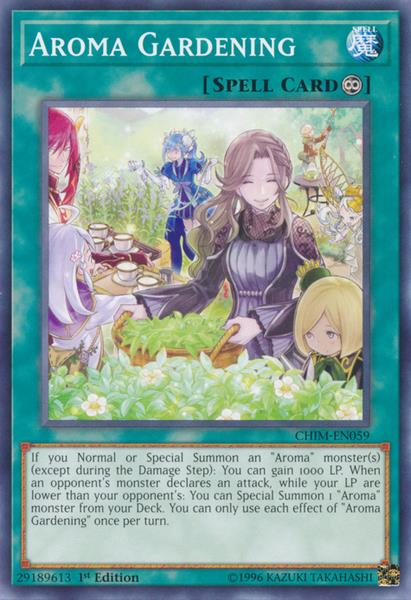 AROMA GARDENING
SPELL
魔
[SPELL CARD]
CHIM-EN059
If you Normal or Special Summon an "Aroma" monster(s)
(except during the Damage Step): You can gain 1000 LP. When
an opponent's monster declares an attack, while your LP
are lower than your opponent's: You can Special Summon 1 "Aroma"
monster from your Deck. You can only use each effect of "Aroma
Gardening" once per turn.
29189613 1st Edition ©1996 KAZUKI TAKAHASHI